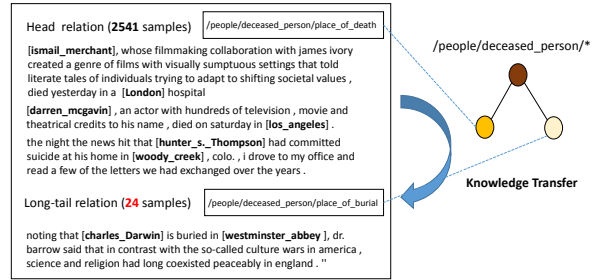 Head relation (2541 samples)
/people/deceased_person/place_of_death
[ismail_merchant], whose filmmaking collaboration with james ivory
created a genre of films with visually sumptuous settings that told
literate tales of individuals trying to adapt to shifting societal values ,
died yesterday in a [London] hospital
[darren_mcgavin] , an actor with hundreds of television , movie and
theatrical credits to his name , died on saturday in [los_angeles] .
the night the news hit that [hunter_s._Thompson] had committed
suicide at his home in [woody_creek] , colo. , i drove to my office and
read a few of the letters we had exchanged over the years .
Long-tail relation (24 samples)
/people/deceased_person/place_of_burial
noting that [charles_Darwin] is buried in [westminster_abbey ], dr.
barrow said that in contrast with the so-called culture wars in america ,
science and religion had long coexisted peaceably in england . ''
/people/deceased_person/*
Knowledge Transfer